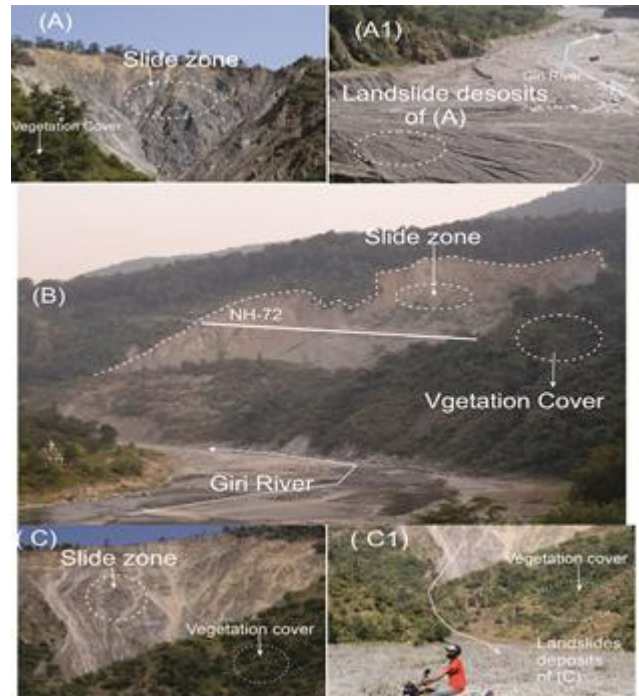 (A)
Slide zone
Vegetation Cover
(A1)
Giri River
Landslide desosits
of (A)
(B)
Slide zone
NH-72
Vgetation Cover
Giri River
( C)
Slide zone
Vegetation cover
( C1)
Vegetation cover
Landslides
deposits
of (C)